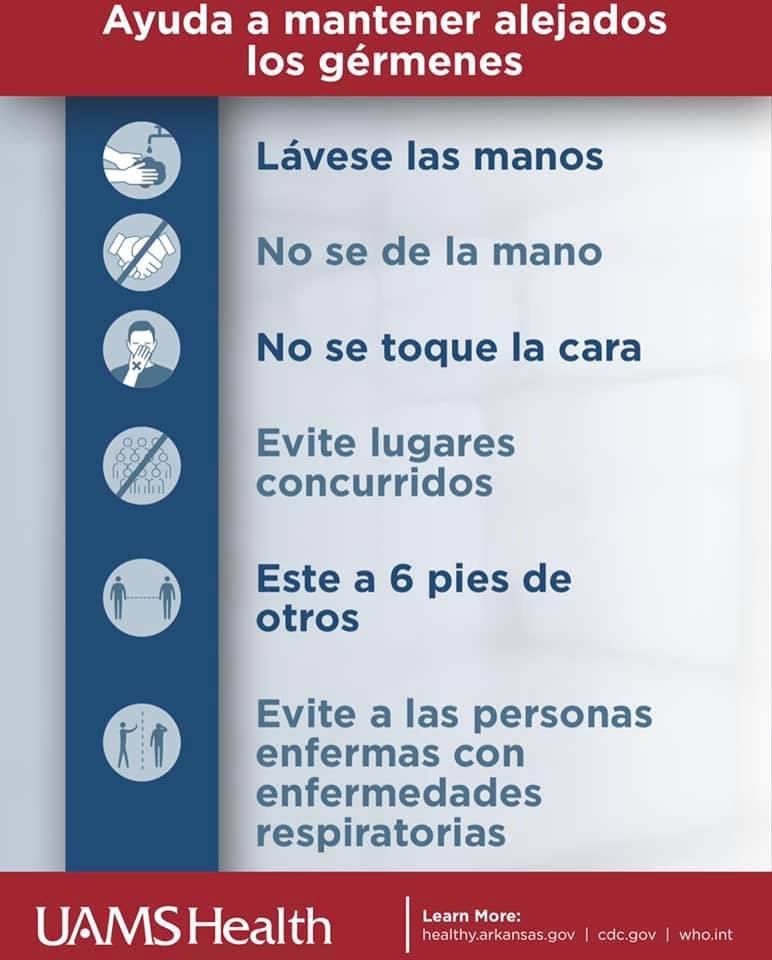 Ayuda a mantener alejados
los gérmenes
Lávese las manos
No se de la mano
No se toque la cara
Evite lugares
concurridos
Este a 6 pies de
otros
Evite a las personas
enfermas con
enfermedades
respiratorias
UAMS Health
Learn More:
healthy.arkansas.gov | cdc.gov | who.int